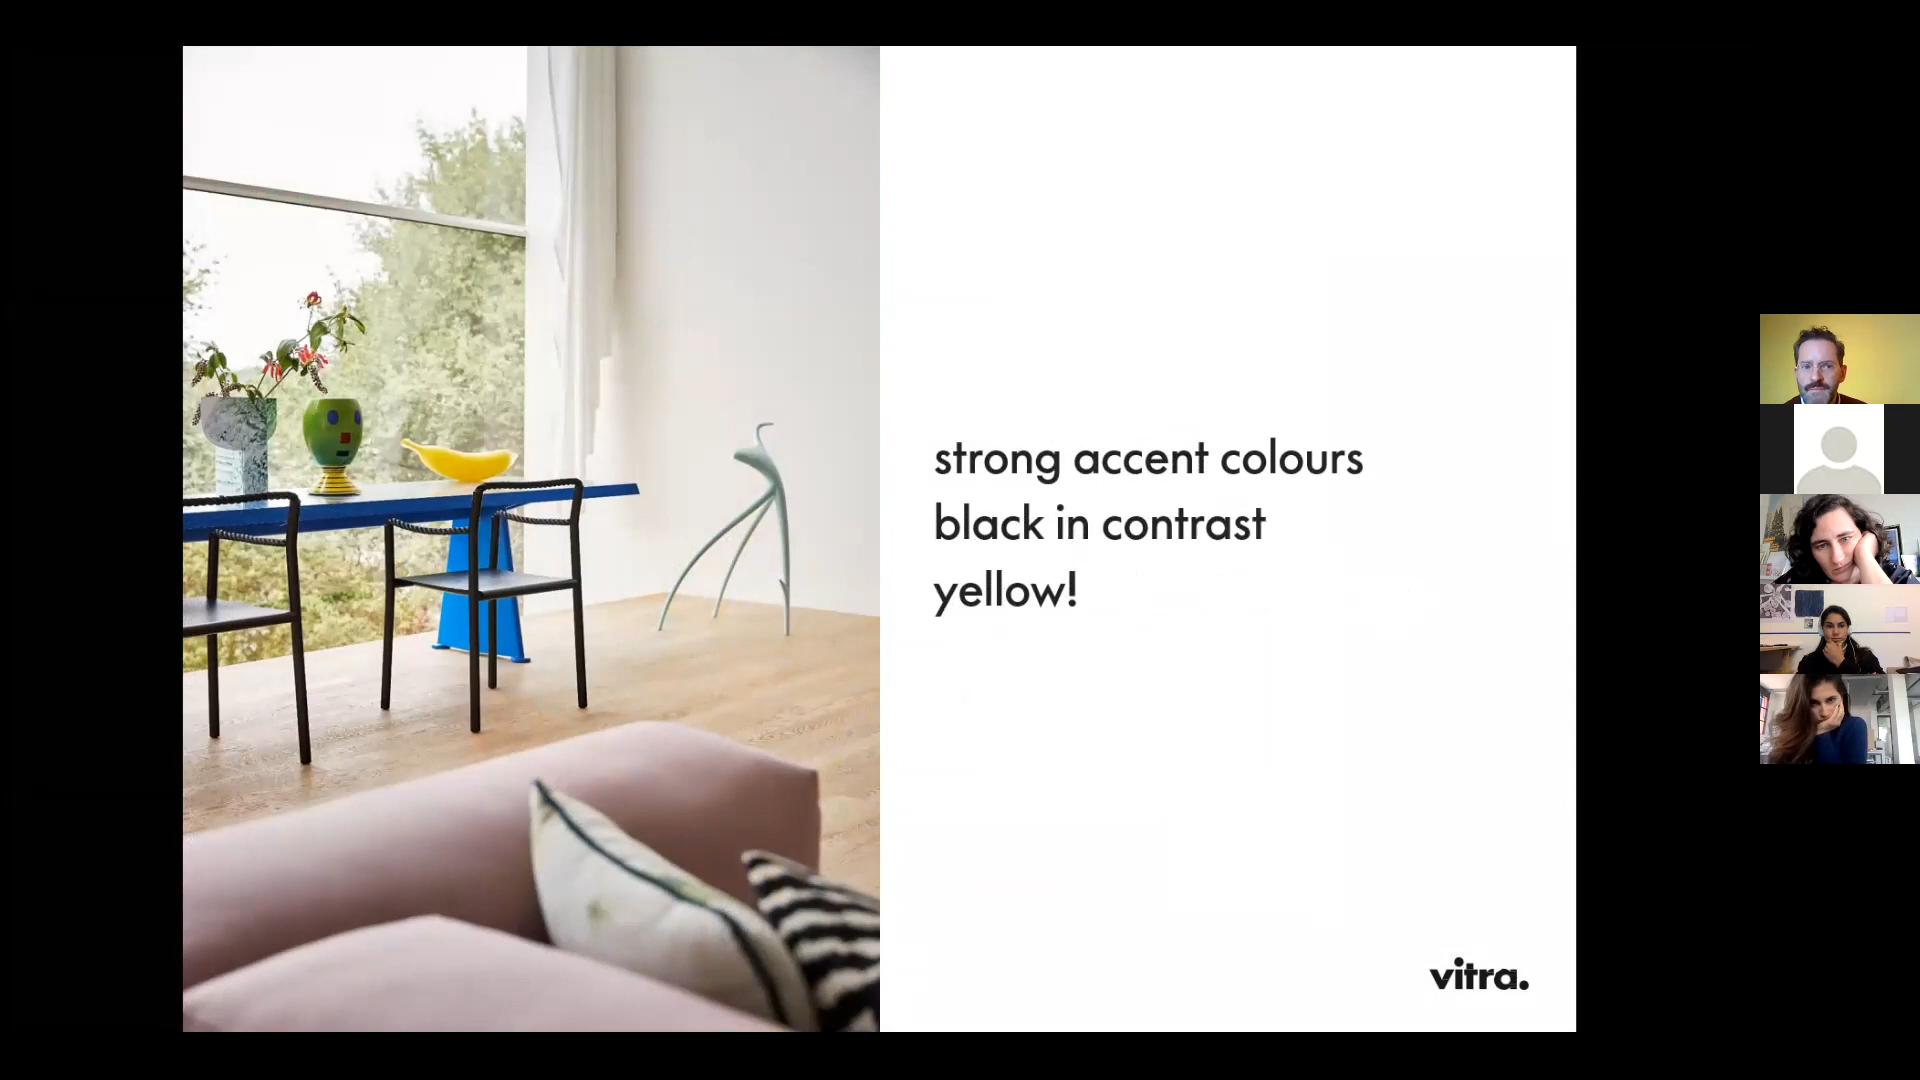 strong accent colours
black in contrast
yellow!
vitra.